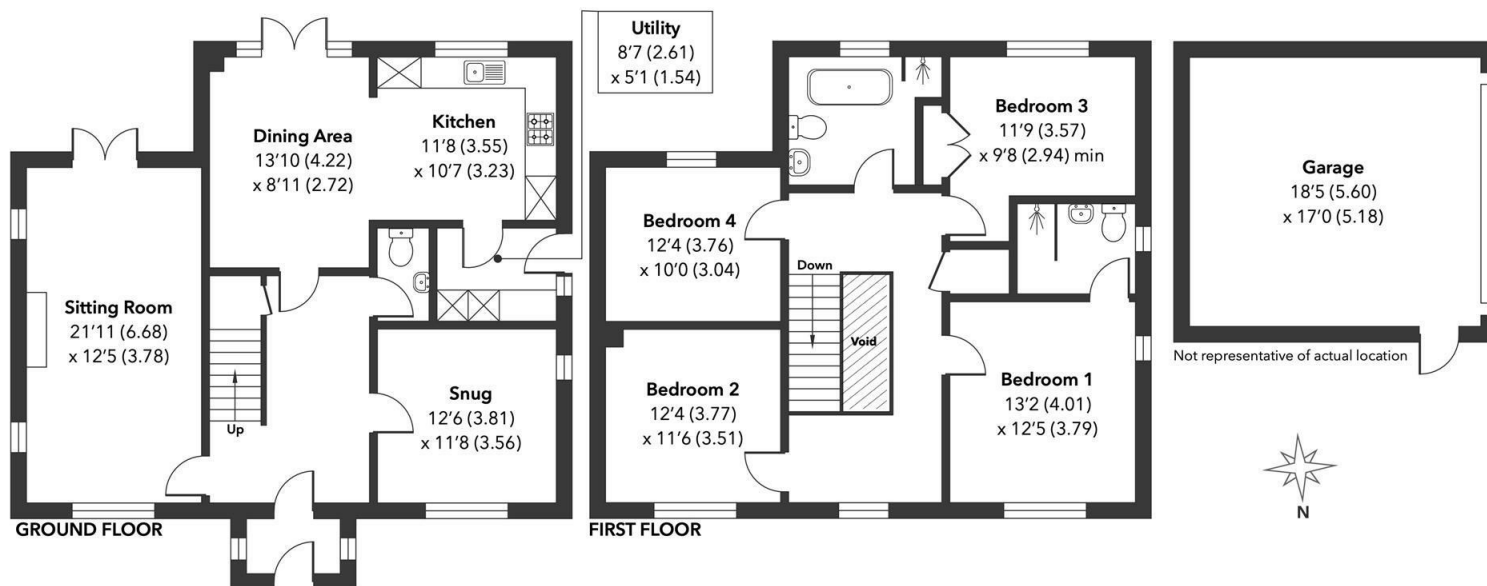 Utility
8'7 (2.61)
x 5'1 (1.54)
Dining Area
13'10 (4.22)
x 8'11 (2.72)
Kitchen
11'8 (3.55)
x 10'7 (3.23)
Sitting Room
21'11 (6.68)
x 12'5 (3.78)
Up
Snug
12'6 (3.81)
x 11'8 (3.56)
GROUND FLOOR
Bedroom 3
11'9 (3.57)
x 9'8 (2.94) min
Bedroom 4
12'4 (3.76)
x 10'0 (3.04)
Down
Void
Bedroom 2
12'4 (3.77)
x 11'6 (3.51)
Bedroom 1
13'2 (4.01)
x 12'5 (3.79)
FIRST FLOOR
Garage
18'5 (5.60)
x 17'0 (5.18)
Not representative of actual location
N